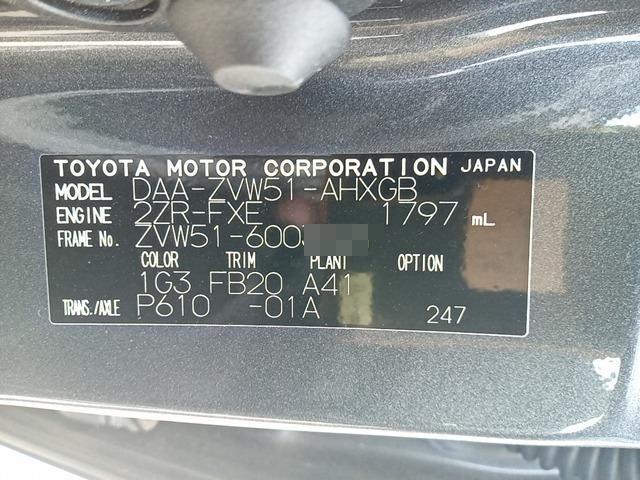 TOYOTA MOTOR CORPORATION JAPAN
MODEL DAA-ZVW51-AHXGB
ENGINE 2ZR-FXE 1797 mL
FRAME No. ZVW51-6003
COLOR TRIM PLANT OPTION
1G3 FB20 A41
TRANS./AXLE P610 -01A 247